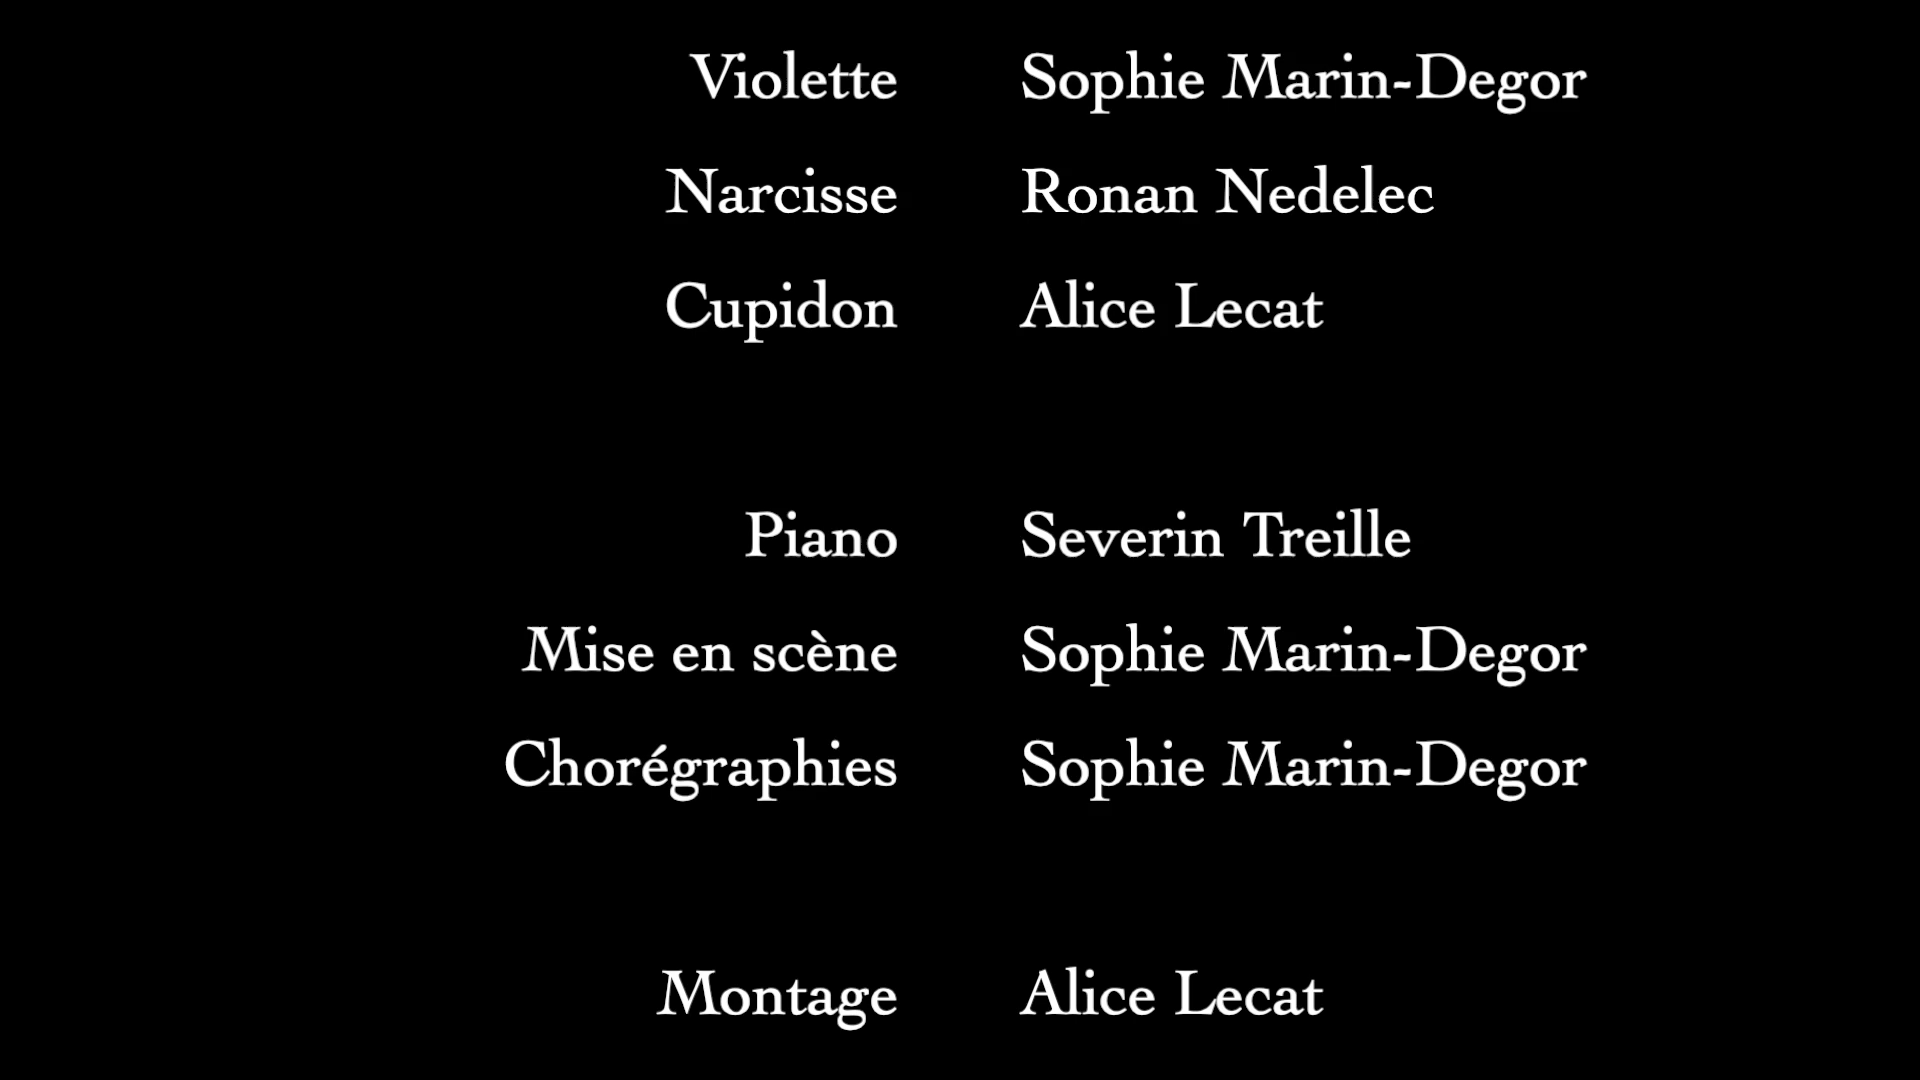 Violette Sophie Marin-Degor
Narcisse Ronan Nedelec
Cupidon Alice Lecat
Piano Severin Treille
Mise en scène Sophie Marin-Degor
Chorégraphies Sophie Marin-Degor
Montage Alice Lecat